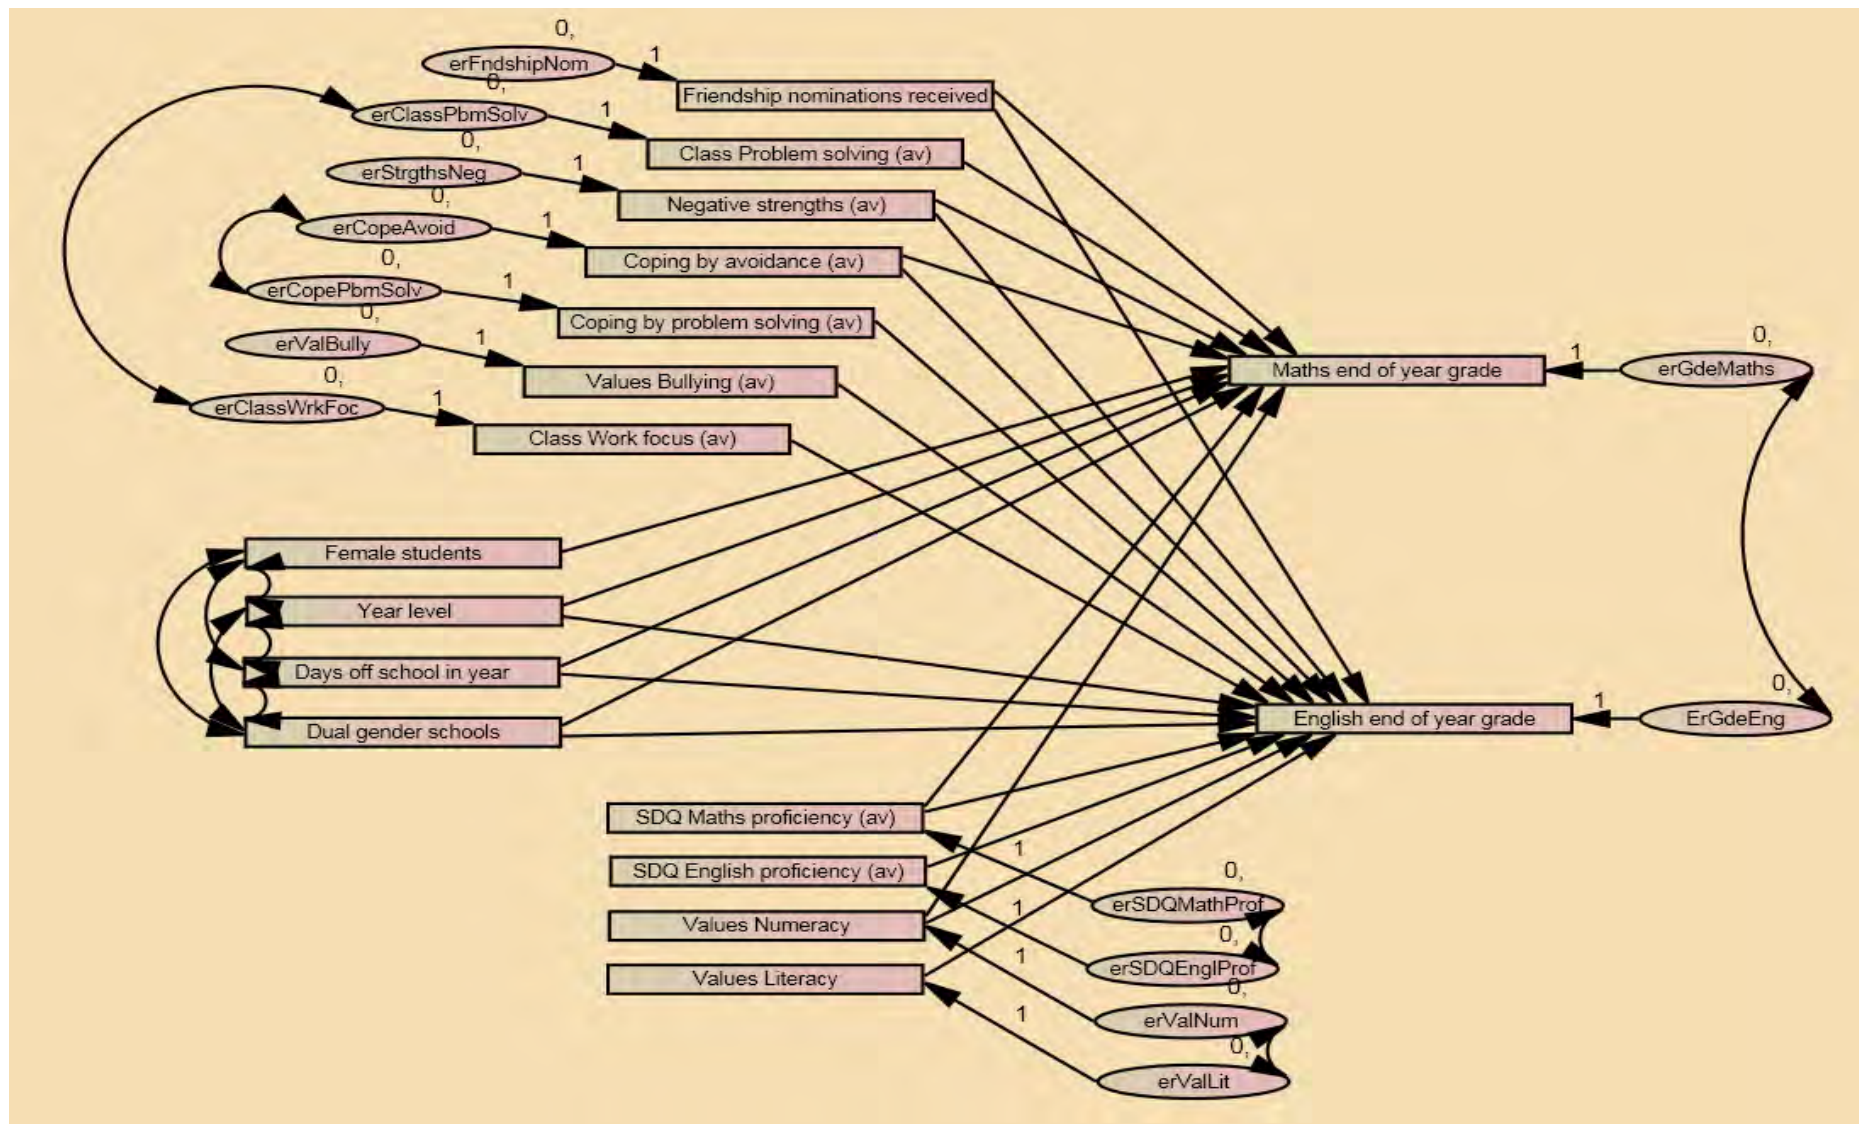 0,
erFndshipNom
1
Friendship nominations received
0,
erClassPbmSolv
1
Class Problem solving (av)
0,
erStrgthsNeg
1
Negative strengths (av)
0,
erCopeAvoid
1
Coping by avoidance (av)
0,
erCopePbmSolv
1
Coping by problem solving (av)
0,
erValBully
1
Values Bullying (av)
0,
erClassWrkFoc
1
Class Work focus (av)
Maths end of year grade
1
0,
erGdeMaths
Female students
Year level
Days off school in year
Dual gender schools
English end of year grade
1
0,
ErGdeEng
SDQ Maths proficiency (av)
SDQ English proficiency (av)
Values Numeracy
Values Literacy
1
0,
erSDQMathProf
1
0,
erSDQEnglProf
1
0,
erValNum
1
0,
erValLit